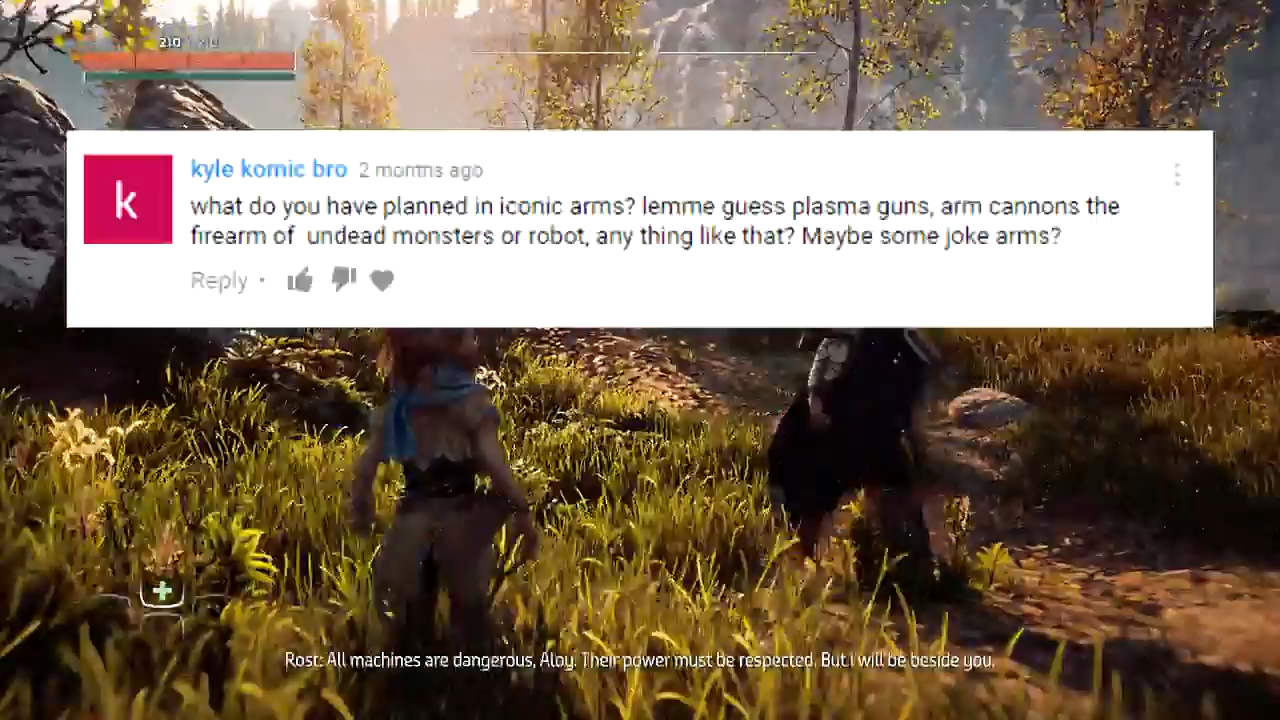 210 / 210
k
kyle komic bro 2 months ago
what do you have planned in iconic arms? lemme guess plasma guns, arm cannons the
firearm of undead monsters or robot, any thing like that? Maybe some joke arms?
Reply •
Rost: All machines are dangerous, Aloy. Their power must be respected. But I will be beside you.